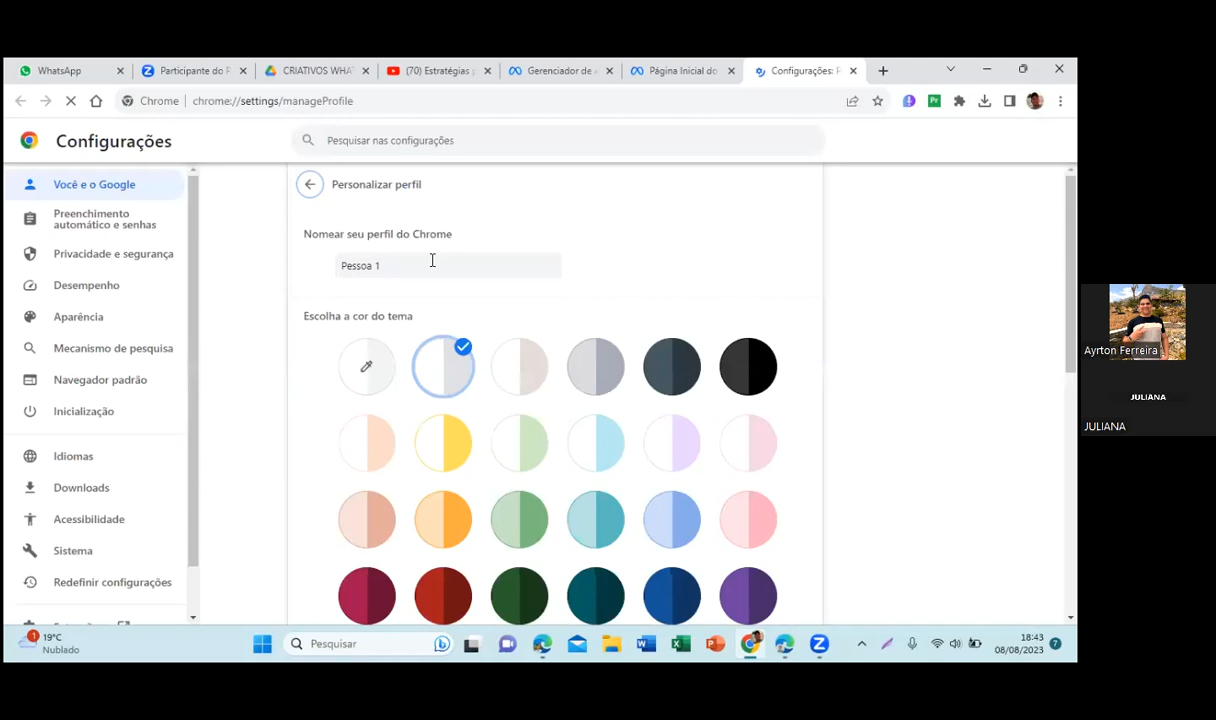 WhatsApp
Participante do F
CRIATIVOS WHA
(70) Estratégias
Gerenciador de
Página Inicial do
Configurações: P
Chrome
chrome://settings/manageProfile
Configurações
Pesquisar nas configurações
Você e o Google
Preenchimento
automático e senhas
Privacidade e segurança
Desempenho
Aparência
Mecanismo de pesquisa
Navegador padrão
Inicialização
Idiomas
Downloads
Acessibilidade
Sistema
Redefinir configurações
Personalizar perfil
Nomear seu perfil do Chrome
Pessoa 1
Escolha a cor do tema
Ayrton Ferreira
JULIANA
JULIANA
1
19°C
Nublado
Pesquisar
18:43
08/08/2023